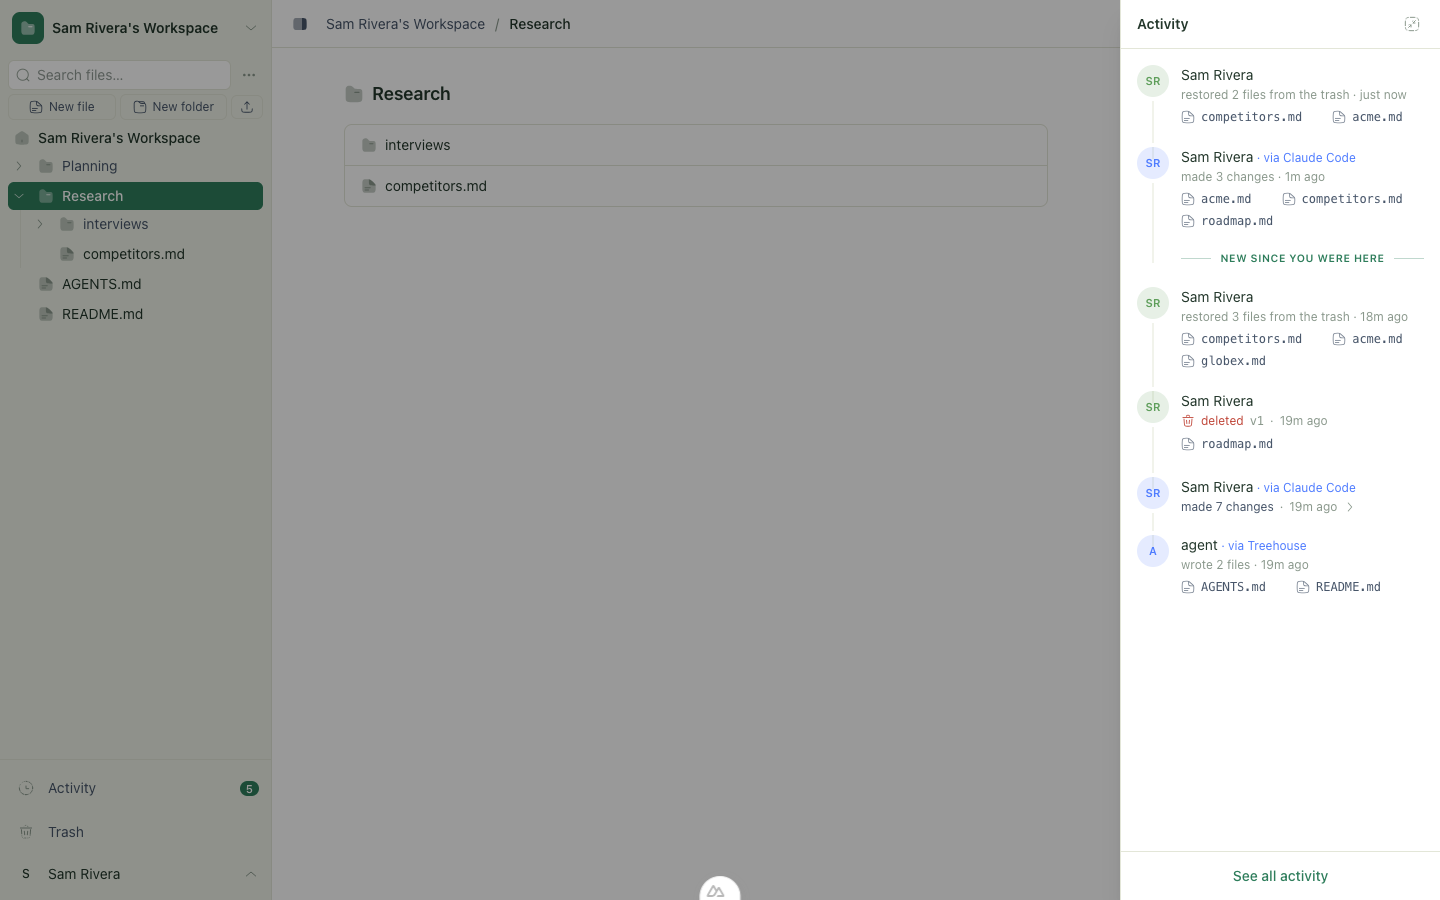 Sam Rivera's Workspace
Search files...
New file
New folder
Sam Rivera's Workspace
Planning
Research
interviews
competitors.md
AGENTS.md
README.md
Activity
5
Trash
S
Sam Rivera
Sam Rivera's Workspace / Research
Research
interviews
competitors.md
Activity
SR
Sam Rivera
restored 2 files from the trash · just now
competitors.md acme.md
SR
Sam Rivera · via Claude Code
made 3 changes · 1m ago
acme.md competitors.md
roadmap.md
NEW SINCE YOU WERE HERE
SR
Sam Rivera
restored 3 files from the trash · 18m ago
competitors.md acme.md
globex.md
SR
Sam Rivera
deleted v1 · 19m ago
roadmap.md
SR
Sam Rivera · via Claude Code
made 7 changes · 19m ago
A
agent · via Treehouse
wrote 2 files · 19m ago
AGENTS.md README.md
See all activity